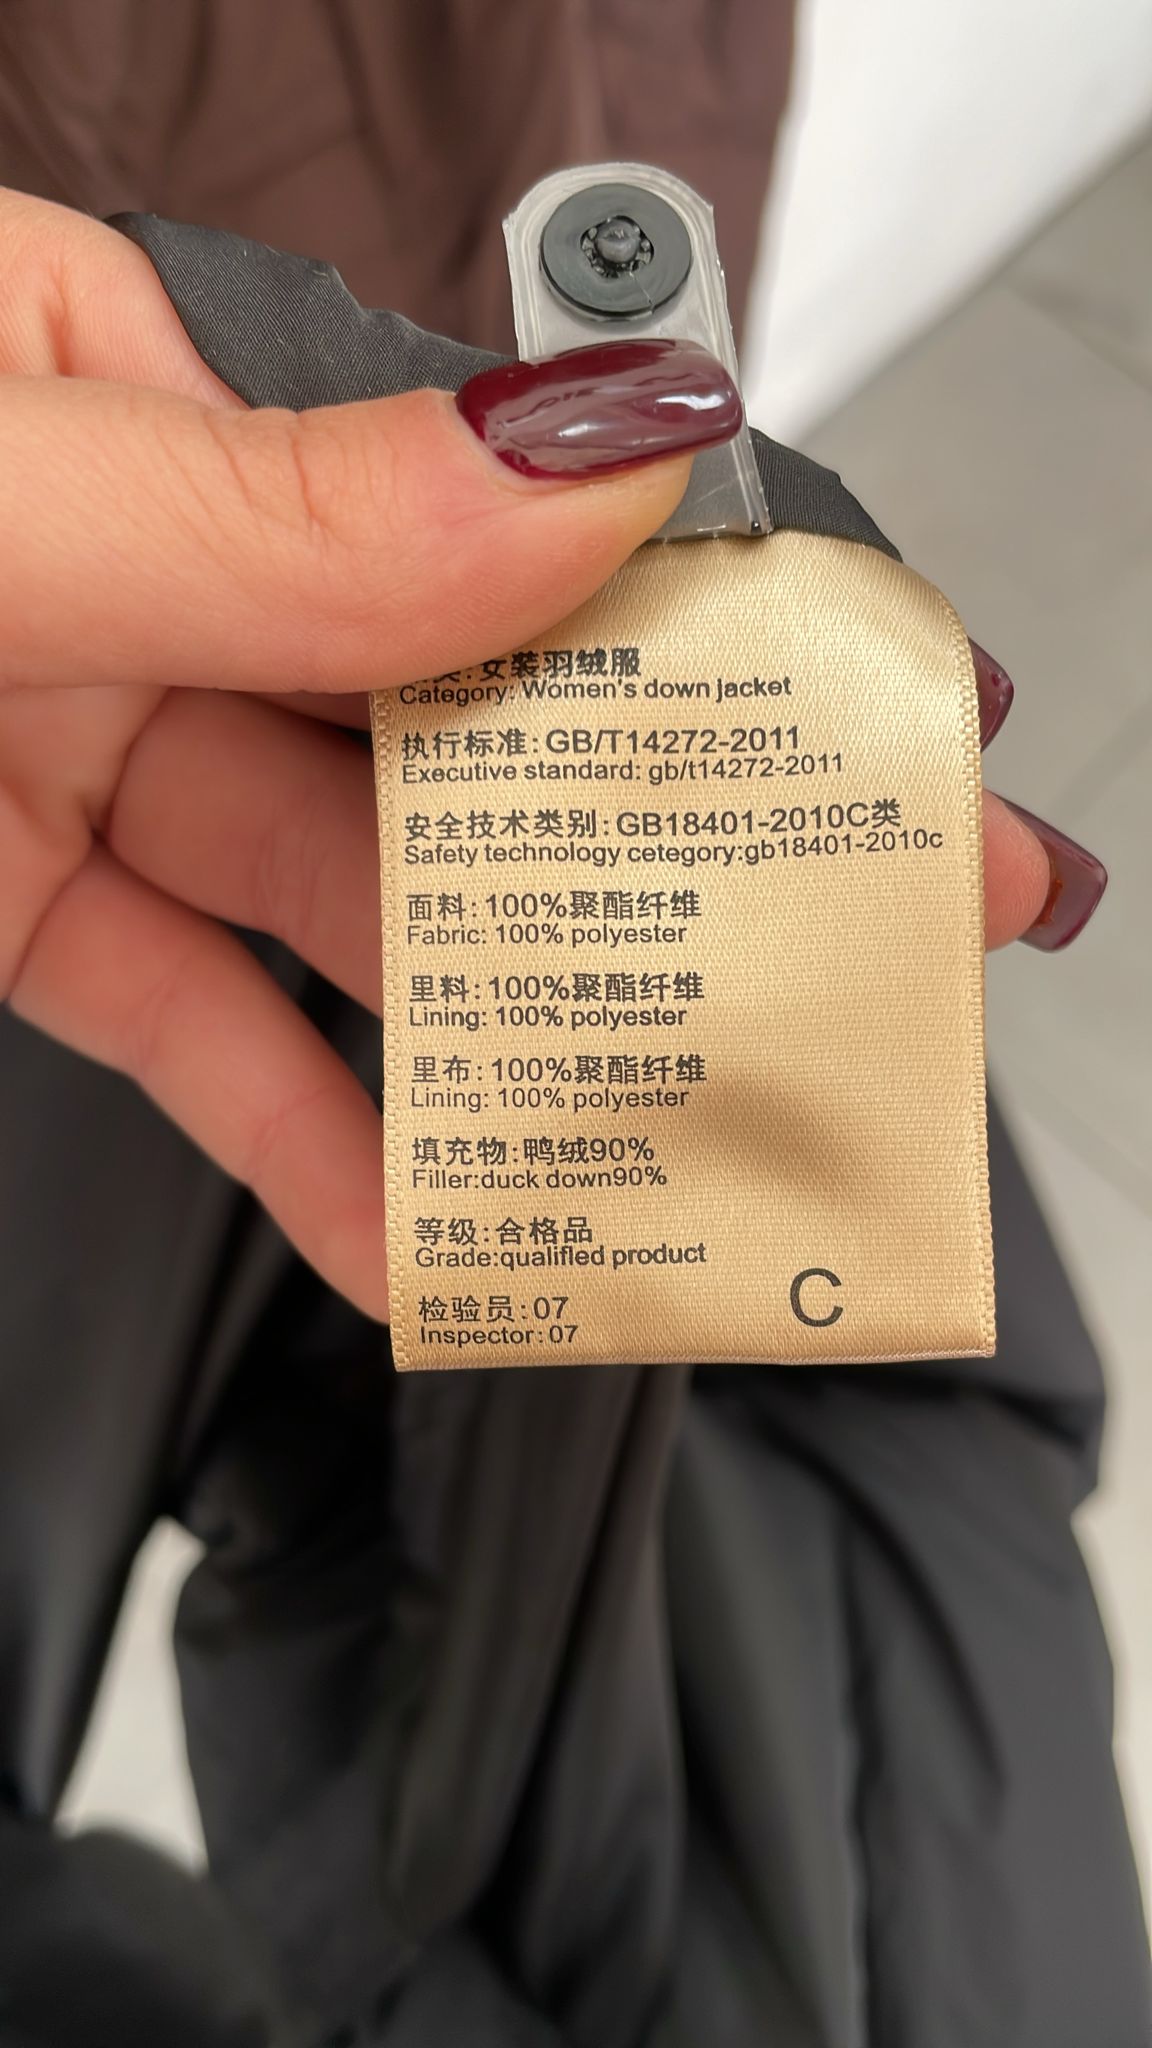 类:女装羽绒服
Category: Women's down jacket
执行标准:GB/T14272-2011
Executive standard: gb/t14272-2011
安全技术类别:GB18401-2010C类
Safety technology cetegory:gb18401-2010c
面料:100%聚酯纤维
Fabric: 100% polyester
里料:100%聚酯纤维
Lining: 100% polyester
里布:100%聚酯纤维
Lining: 100% polyester
填充物:鸭绒90%
Filler:duck down90%
等级:合格品
Grade:qualifled product
检验员:07
Inspector:07
C